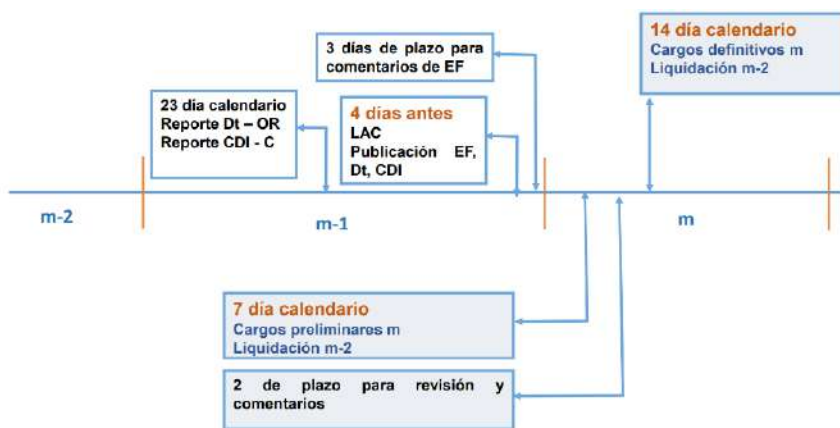 3 días de plazo para
comentarios de EF
14 día calendario
Cargos definitivos m
Liquidación m-2
23 dia calendario
Reporte Dt – OR
Reporte CDI - C
4 días antes
LAC
Publicación EF,
Dt, CDI
m-2
m-1
m
7 día calendario
Cargos preliminares m
Liquidación m-2
2 de plazo para revisión y
comentarios